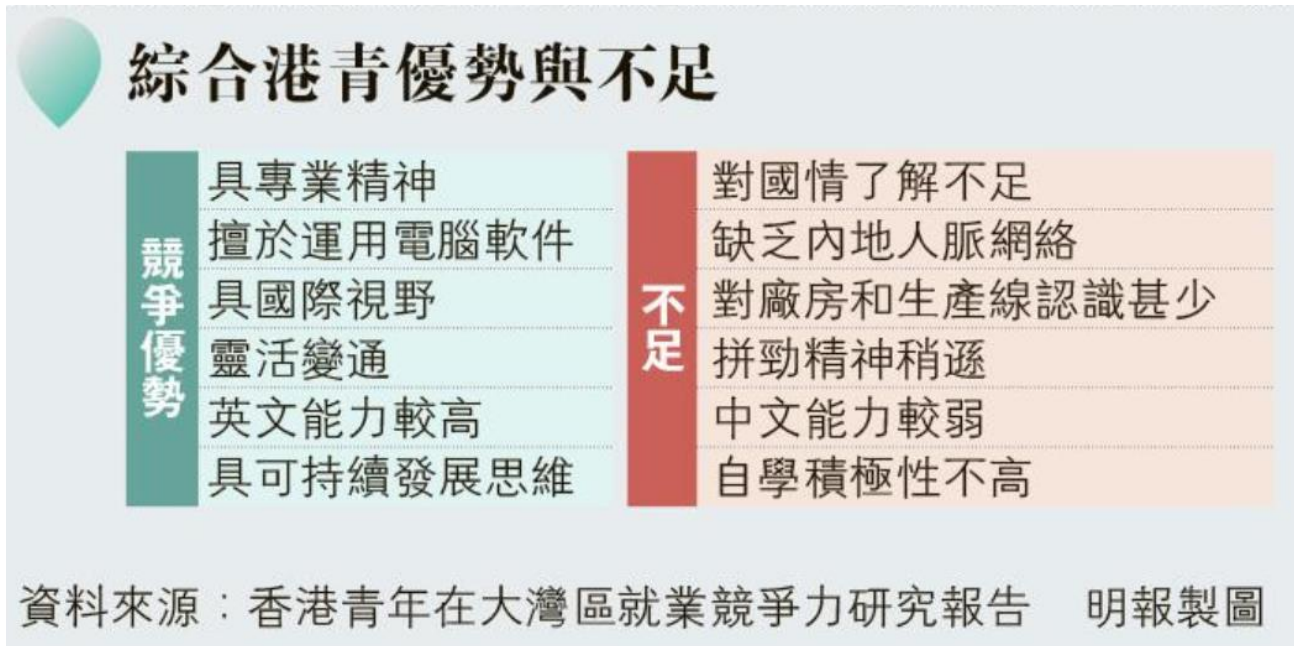 綜合港青優勢與不足
競爭優勢
具專業精神
擅於運用電腦軟件
具國際視野
靈活變通
英文能力較高
具可持續發展思維
不足
對國情了解不足
缺乏內地人脈網絡
對廠房和生產線認識甚少
拼勁精神稍遜
中文能力較弱
自學積極性不高
資料來源：香港青年在大灣區就業競爭力研究報告　明報製圖